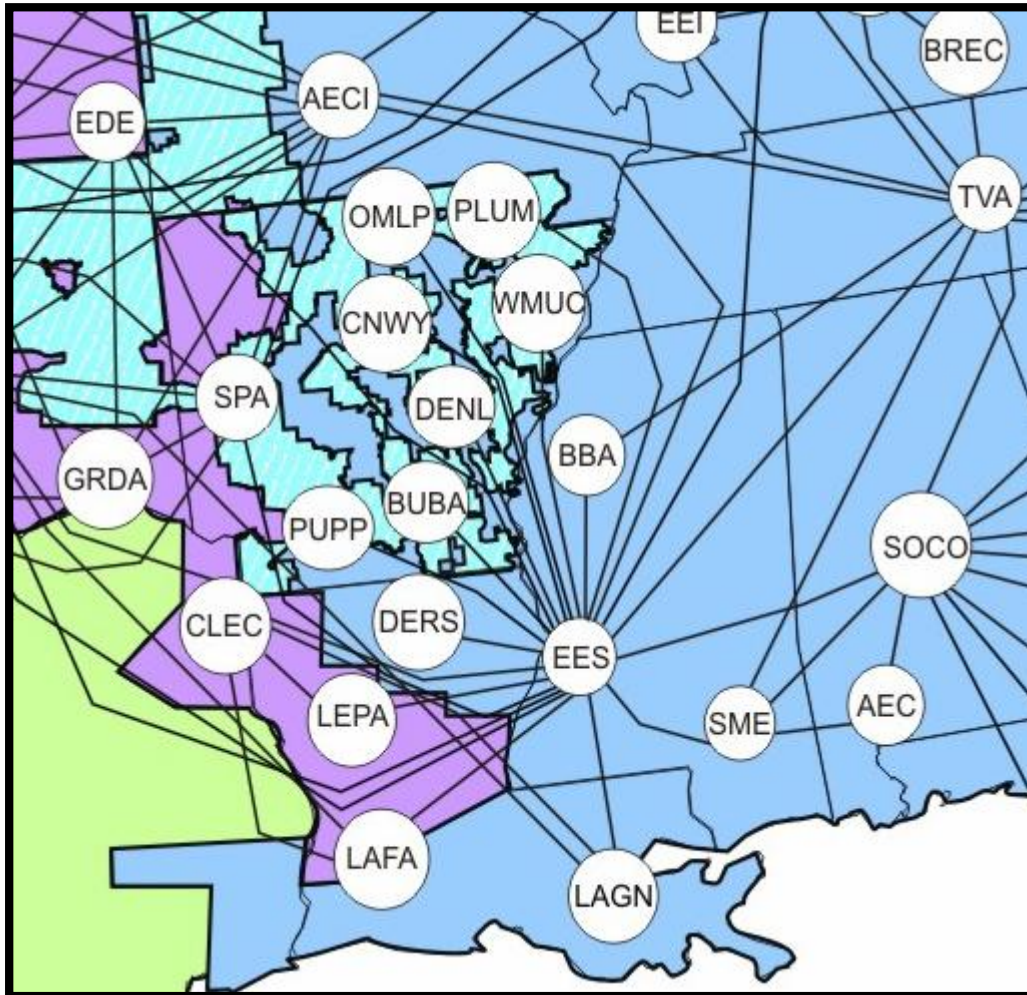 EEI
BREC
AECI
EDE
TVA
OMLP
PLUM
WMUC
CNWY
SPA
DENL
BBA
GRDA
BUBA
PUPP
SOCO
CLEC
DERS
EES
LEPA
SME
AEC
LAFA
LAGN